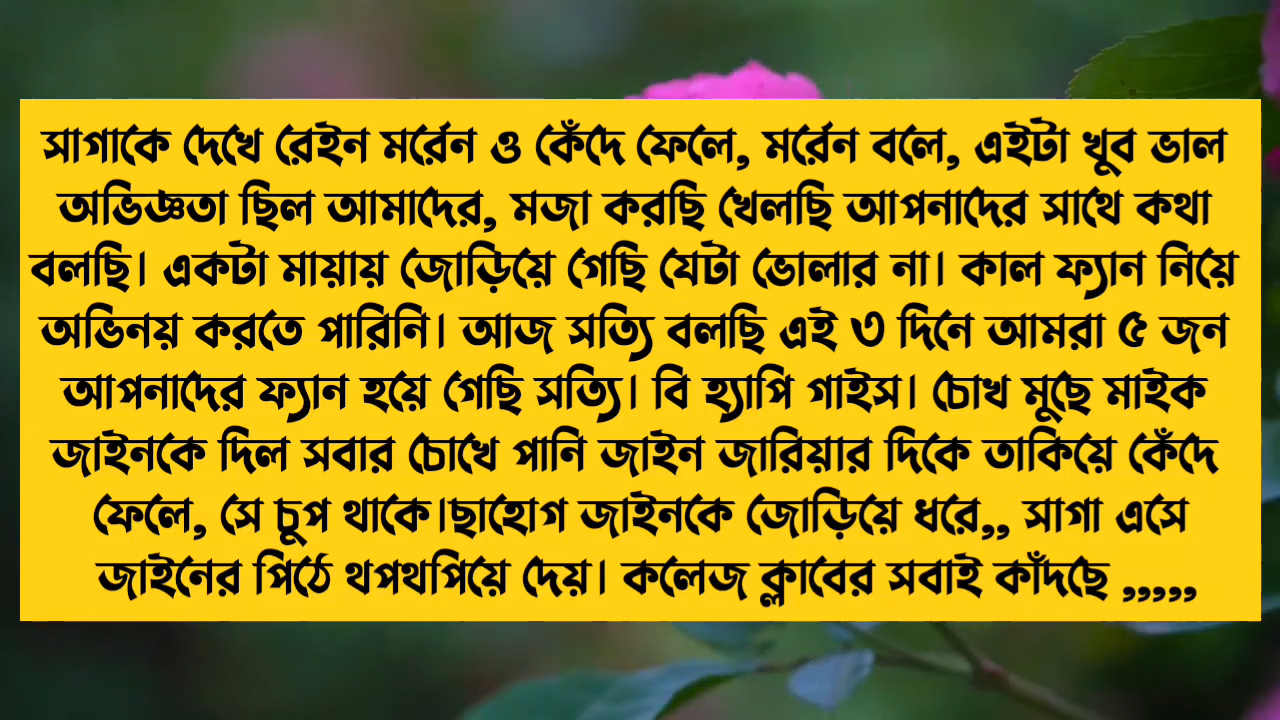 সাগাকে দেখে রেইন মর্রেন ও কেঁদে ফেলে, মর্রেন বলে, এইটা খুব ভাল
অভিজ্ঞতা ছিল আমাদের, মজা করছি খেলছি আপনাদের সাথে কথা
বলছি। একটা মায়ায় জোড়িয়ে গেছি যেটা ভোলার না। কাল ফ্যান নিয়ে
অভিনয় করতে পারিনি। আজ সত্যি বলছি এই ৩ দিনে আমরা ৫ জন
আপনাদের ফ্যান হয়ে গেছি সত্যি। বি হ্যাপি গাইস। চোখ মুছে মাইক
জাইনকে দিল সবার চোখে পানি জাইন জারিয়ার দিকে তাকিয়ে কেঁদে
ফেলে, সে চুপ থাকে।ছাহোগ জাইনকে জোড়িয়ে ধরে,, সাগা এসে
জাইনের পিঠে থপথপিয়ে দেয়। কলেজ ক্লাবের সবাই কাঁদছে ,,,,,